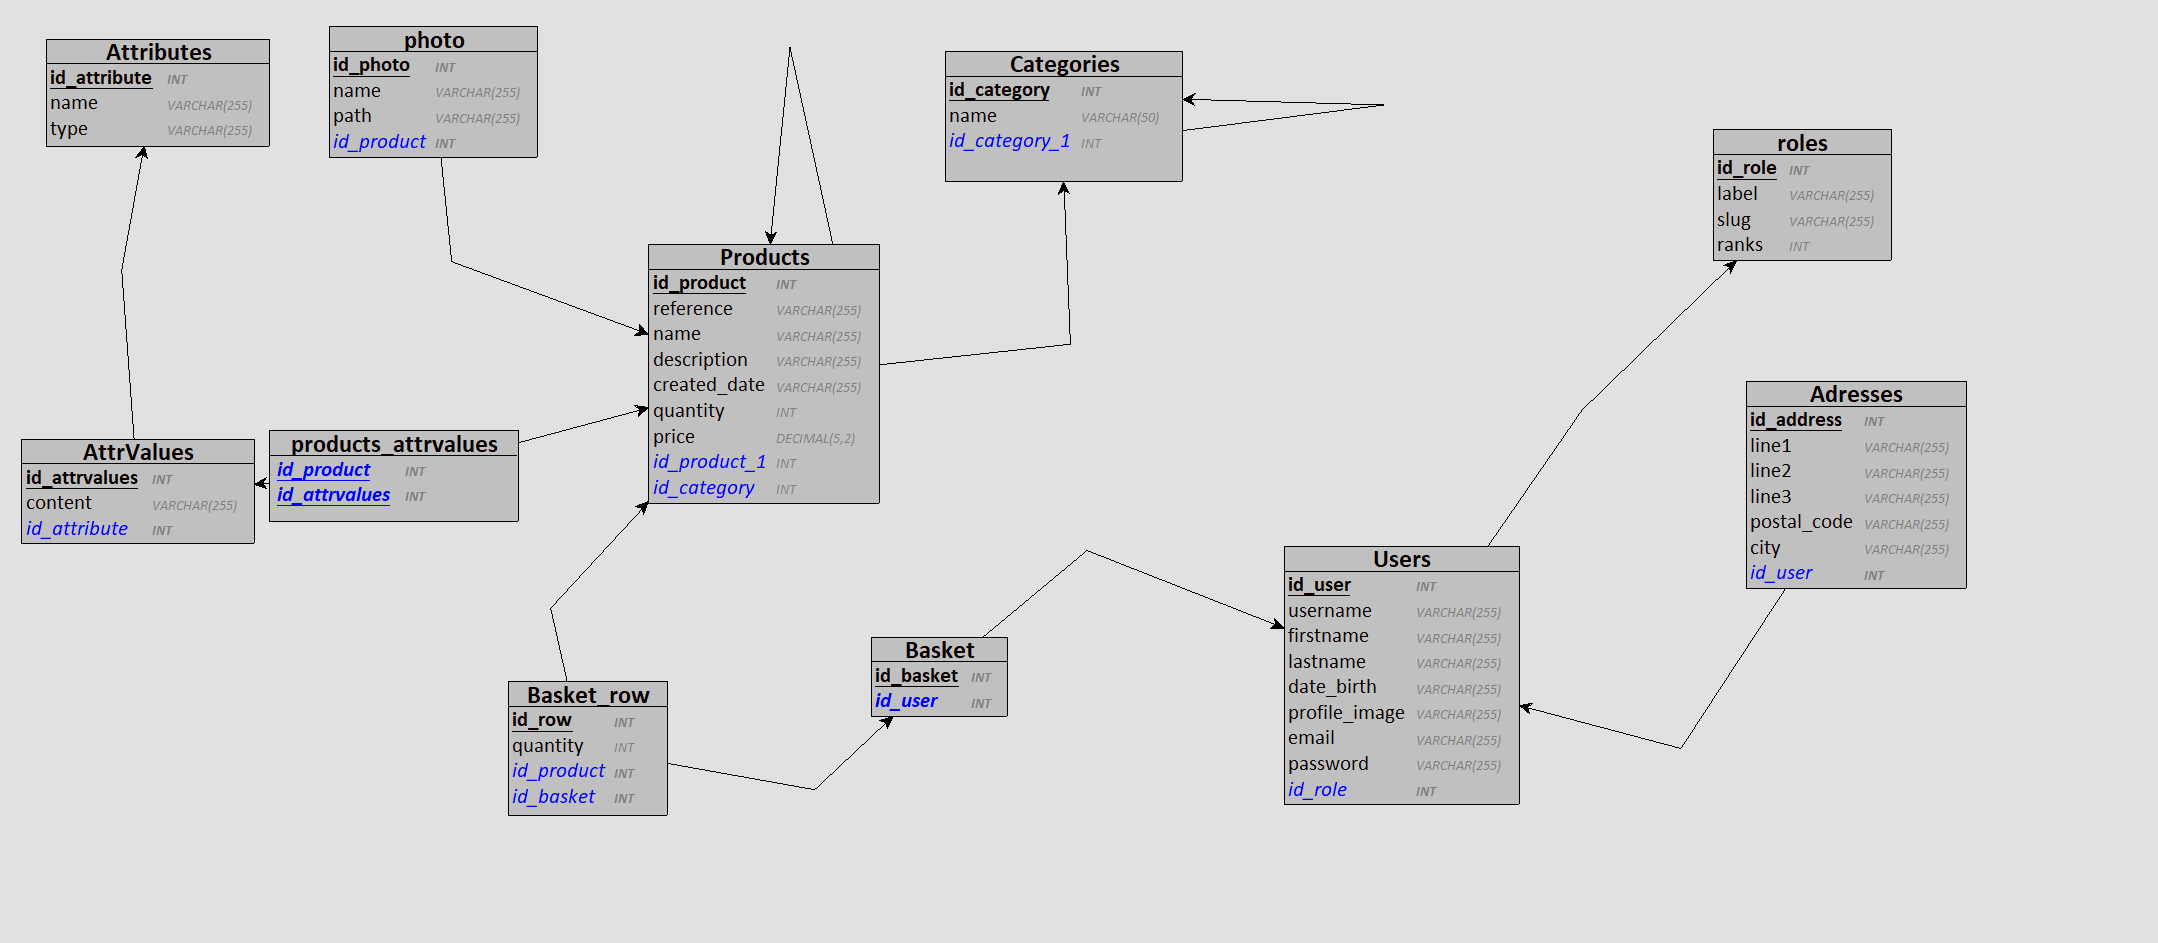 Attributes
id_attribute INT
name VARCHAR(255)
type VARCHAR(255)
photo
id_photo INT
name VARCHAR(255)
path VARCHAR(255)
id_product INT
Categories
id_category INT
name VARCHAR(50)
id_category_1 INT
roles
id_role INT
label VARCHAR(255)
slug VARCHAR(255)
ranks INT
Products
id_product INT
reference VARCHAR(255)
name VARCHAR(255)
description VARCHAR(255)
created_date VARCHAR(255)
quantity INT
price DECIMAL(5,2)
id_product_1 INT
id_category INT
Adresses
id_address INT
line1 VARCHAR(255)
line2 VARCHAR(255)
line3 VARCHAR(255)
postal_code VARCHAR(255)
city VARCHAR(255)
id_user INT
AttrValues
id_attrvalues INT
content VARCHAR(255)
id_attribute INT
products_attrvalues
id_product INT
id_attrvalues INT
Users
id_user INT
username VARCHAR(255)
firstname VARCHAR(255)
lastname VARCHAR(255)
date_birth VARCHAR(255)
profile_image VARCHAR(255)
email VARCHAR(255)
password VARCHAR(255)
id_role INT
Basket
id_basket INT
id_user INT
Basket_row
id_row INT
quantity INT
id_product INT
id_basket INT